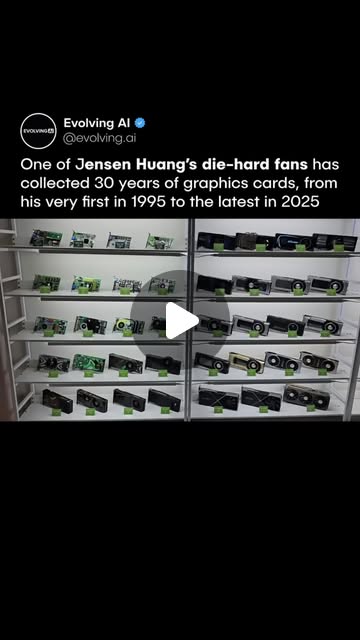 EVOLVING AI
Evolving AI
@evolving.ai
One of Jensen Huang's die-hard fans has
collected 30 years of graphics cards, from
his very first in 1995 to the latest in 2025